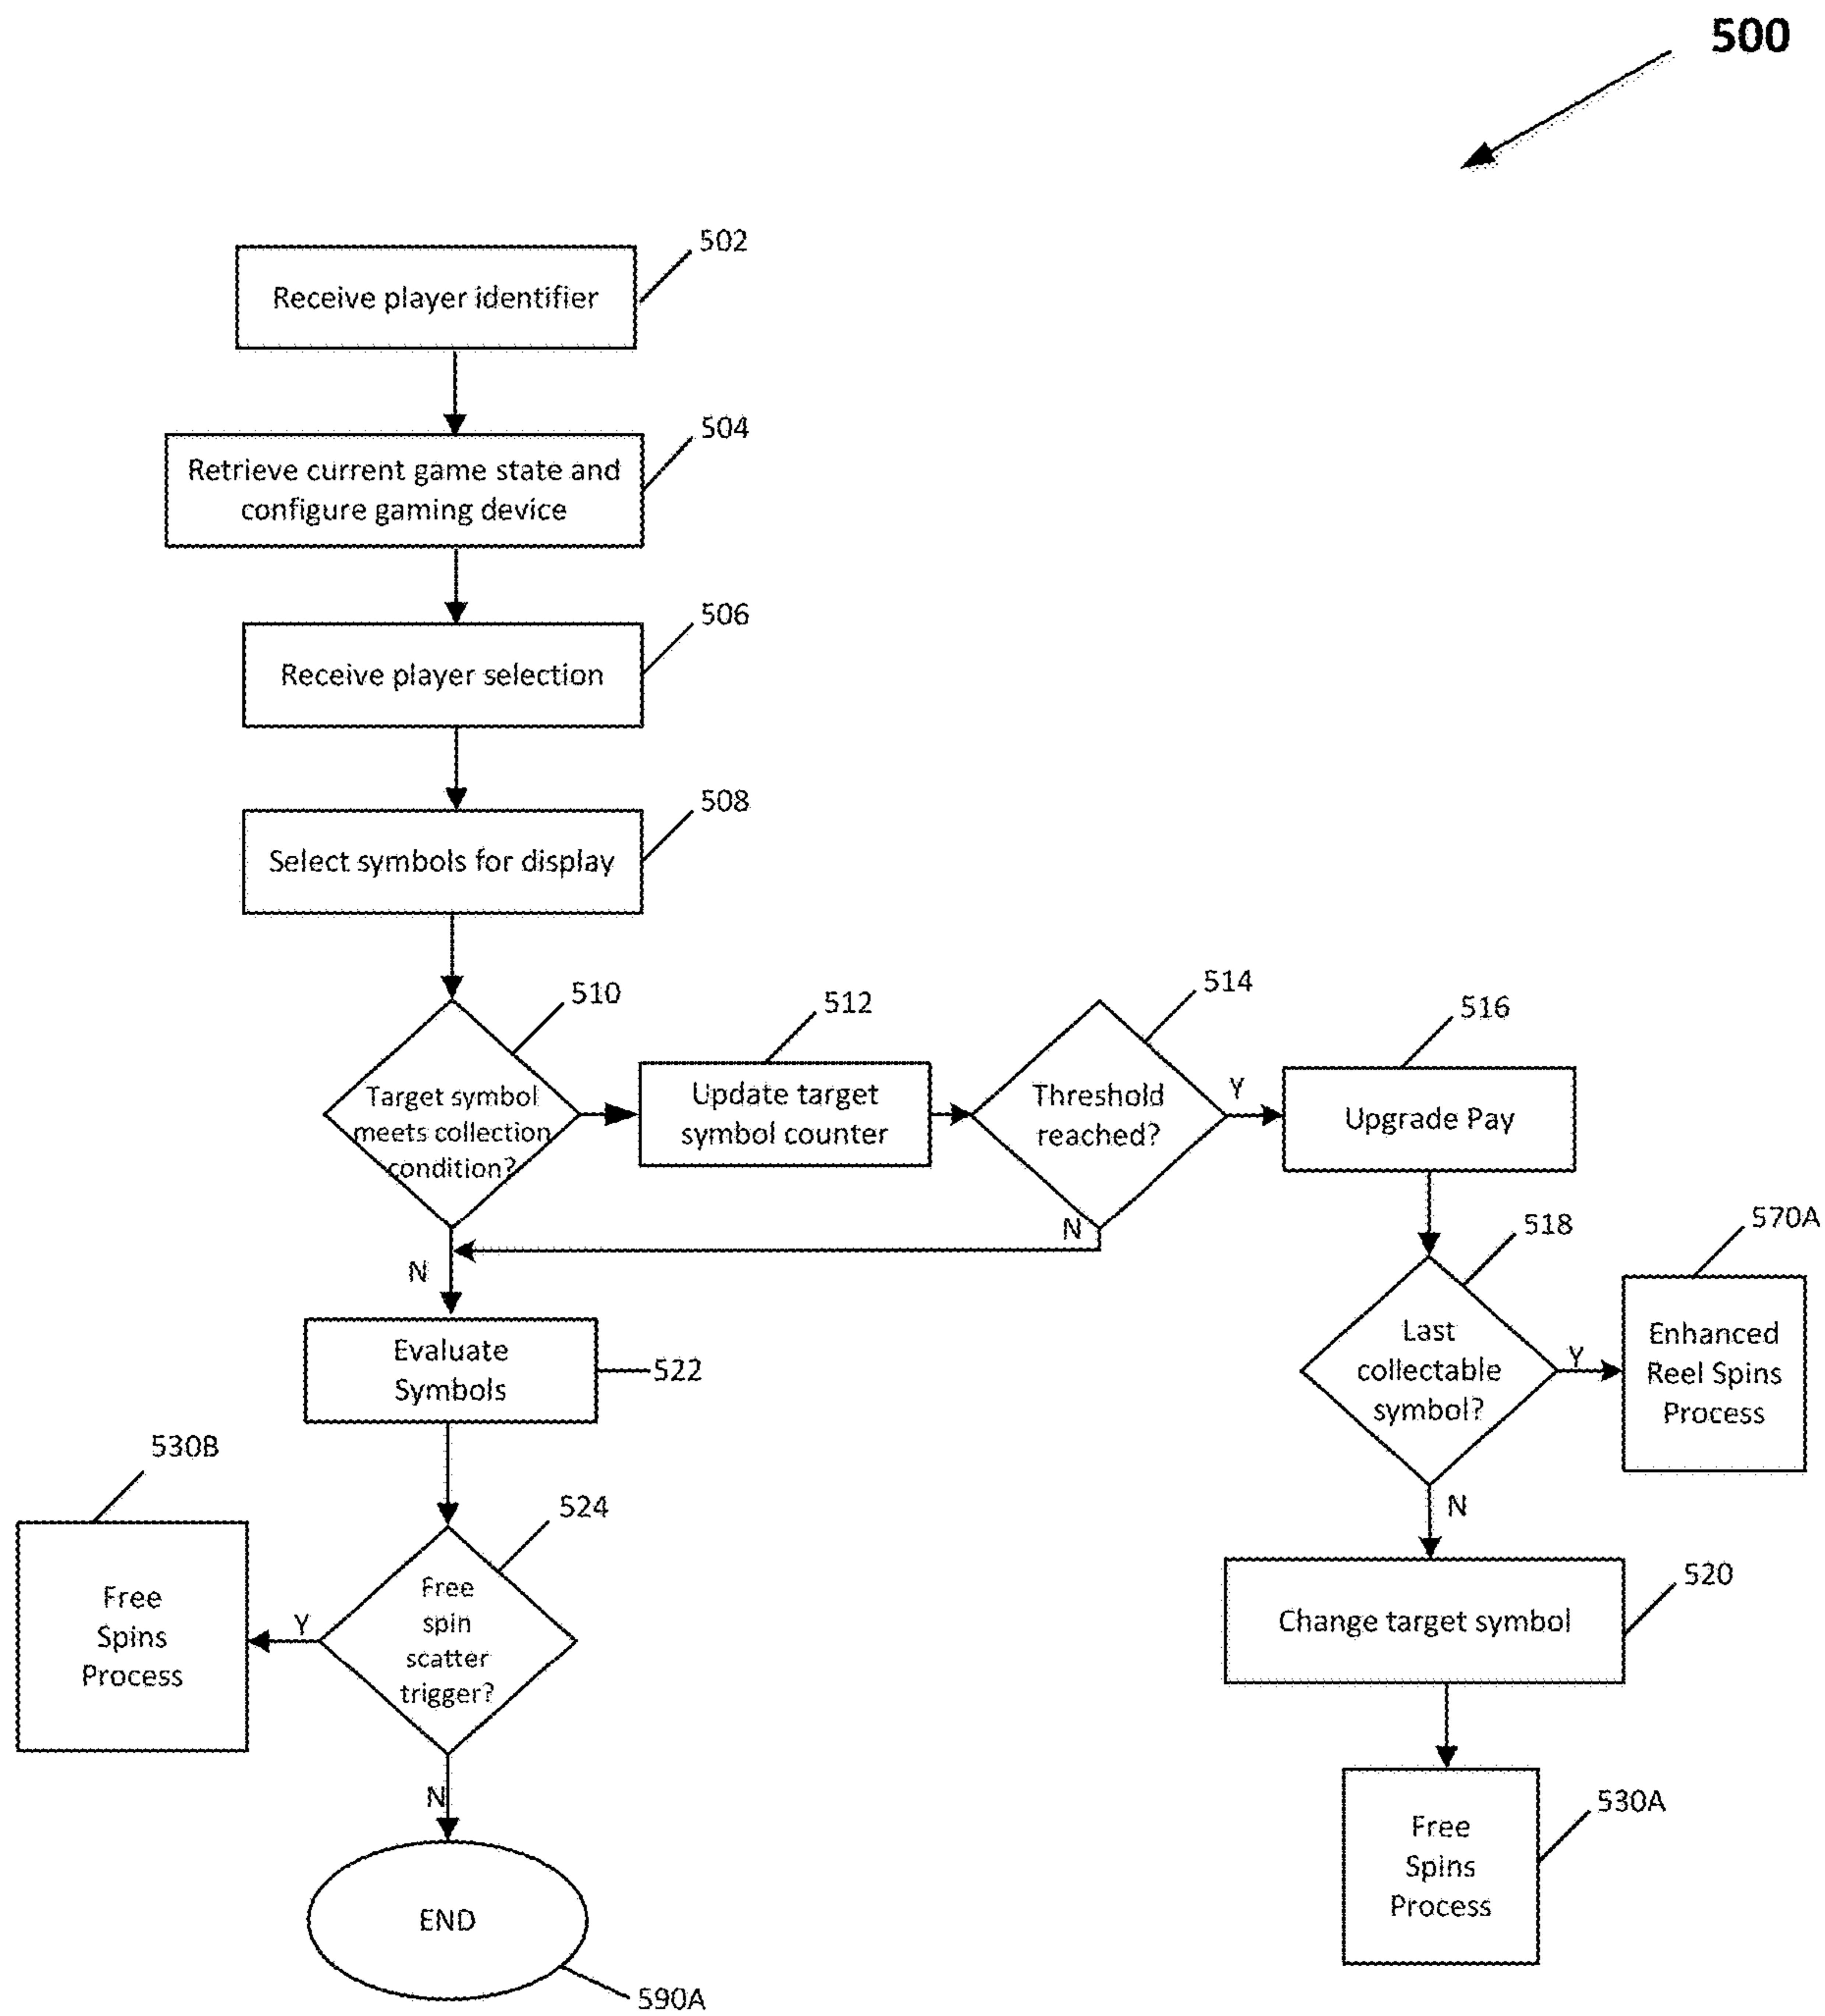 500
502
Receive player identifier
504
Retrieve current game state and
configure gaming device
506
Receive player selection
508
Select symbols for display
510
Target symbol
meets collection
condition?
512
Update target
symbol counter
514
Threshold
reached?
Y
N
516
Upgrade Pay
518
Last
collectable
symbol?
Y
570A
Enhanced
Reel Spins
Process
N
520
Change target symbol
530A
Free
Spins
Process
N
Evaluate
Symbols
522
524
Free
spin
scatter
trigger?
Y
530B
Free
Spins
Process
N
END
590A